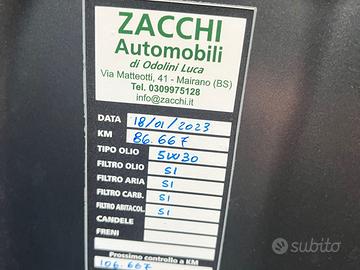 ZACCHI
Automobili
di Odolini Luca
Via Matteotti, 41 - Mairano (BS)
Tel. 0309975128
info@zacchi.it
DATA 18/01/2023
KM 86.667
TIPO OLIO 5W30
FILTRO OLIO SI
FILTRO ARIA SI
FILTRO CARB. SI
FILTRO ABITACOL. SI
CANDELE
FRENI
Prossimo controllo a KM
106.667
subito